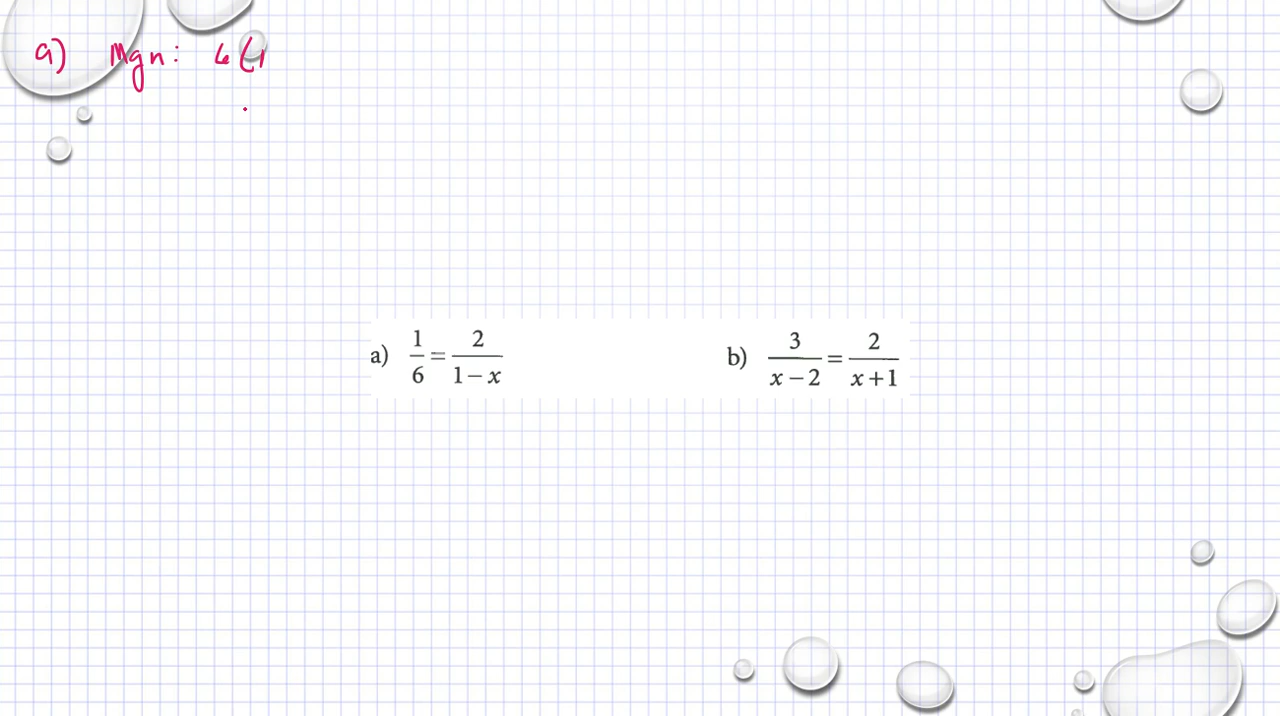 a) Mgn: 6(1
a) 1/6 = 2/(1 − x)
b) 3/(x − 2) = 2/(x + 1)